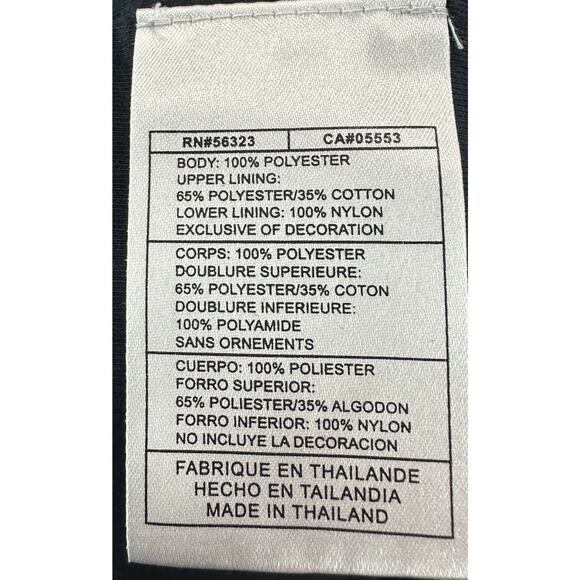 RN#56323 CA#05553
BODY: 100% POLYESTER
UPPER LINING:
65% POLYESTER/35% COTTON
LOWER LINING: 100% NYLON
EXCLUSIVE OF DECORATION
CORPS: 100% POLYESTER
DOUBLURE SUPERIEURE:
65% POLYESTER/35% COTON
DOUBLURE INFERIEURE:
100% POLYAMIDE
SANS ORNEMENTS
CUERPO: 100% POLIESTER
FORRO SUPERIOR:
65% POLIESTER/35% ALGODON
FORRO INFERIOR: 100% NYLON
NO INCLUYE LA DECORACION
FABRIQUE EN THAILANDE
HECHO EN TAILANDIA
MADE IN THAILAND